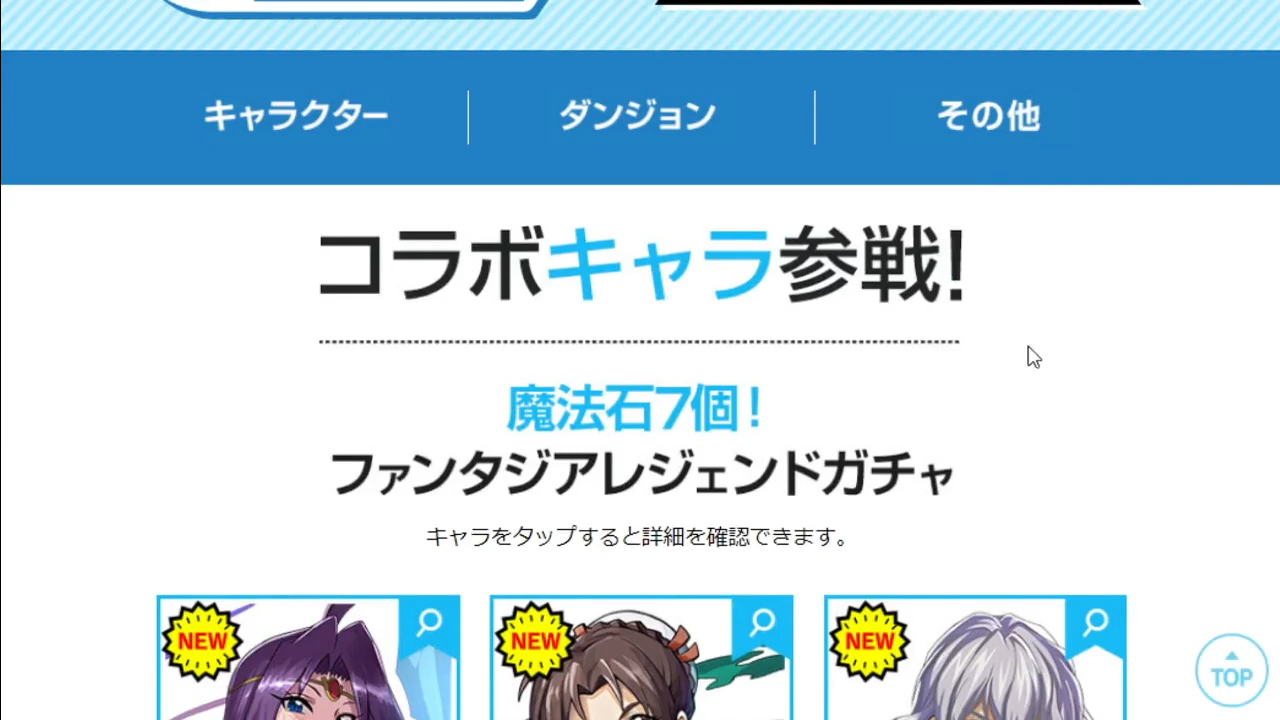 キャラクター
ダンジョン
その他
コラボキャラ参戦!
魔法石7個!
ファンタジアレジェンドガチャ
キャラをタップすると詳細を確認できます。
NEW
NEW
NEW
TOP